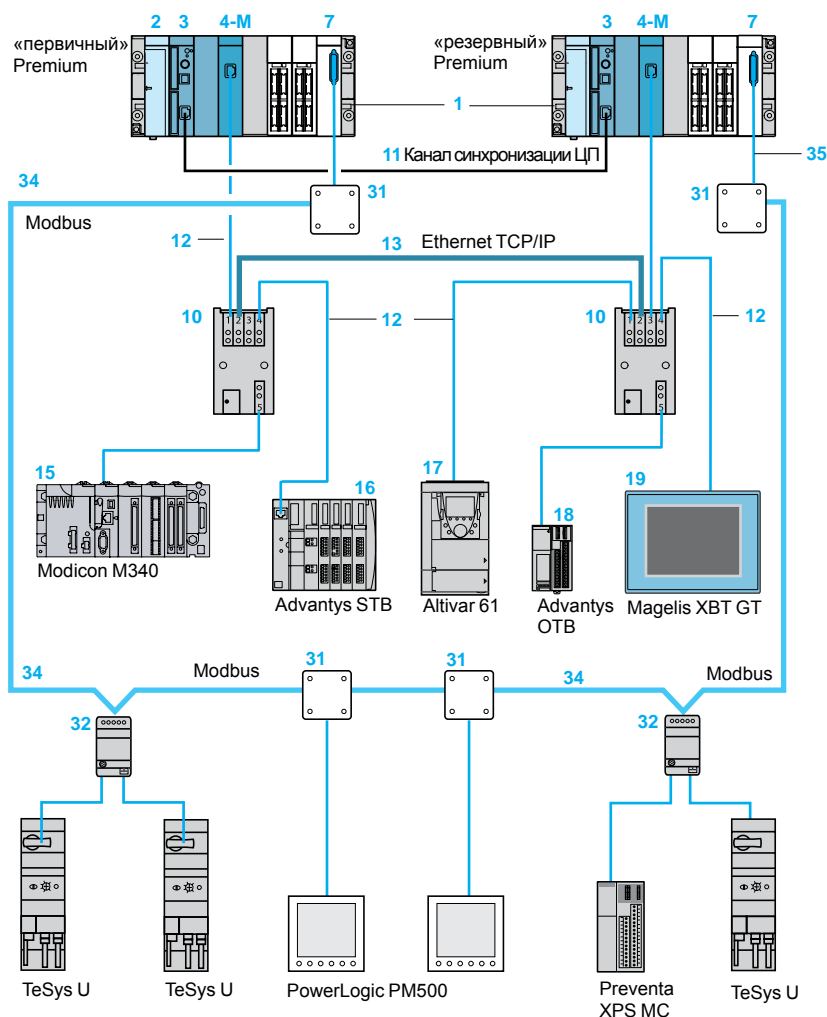 2 3 4-M 7
3 4-M 7
«первичный»
Premium
«резервный»
Premium
1
11 Канал синхронизации ЦП
35
34
31
31
Modbus
12
13 Ethernet TCP/IP
10
1 2 3 4
5
12
10
1 2 3 4
5
12
15
Modicon M340
16
Advantys STB
17
Altivar 61
18
Advantys
OTB
19
Magelis XBT GT
34
Modbus
31
31
34
Modbus
32
32
TeSys U
TeSys U
PowerLogic PM500
Preventa
XPS MC
TeSys U